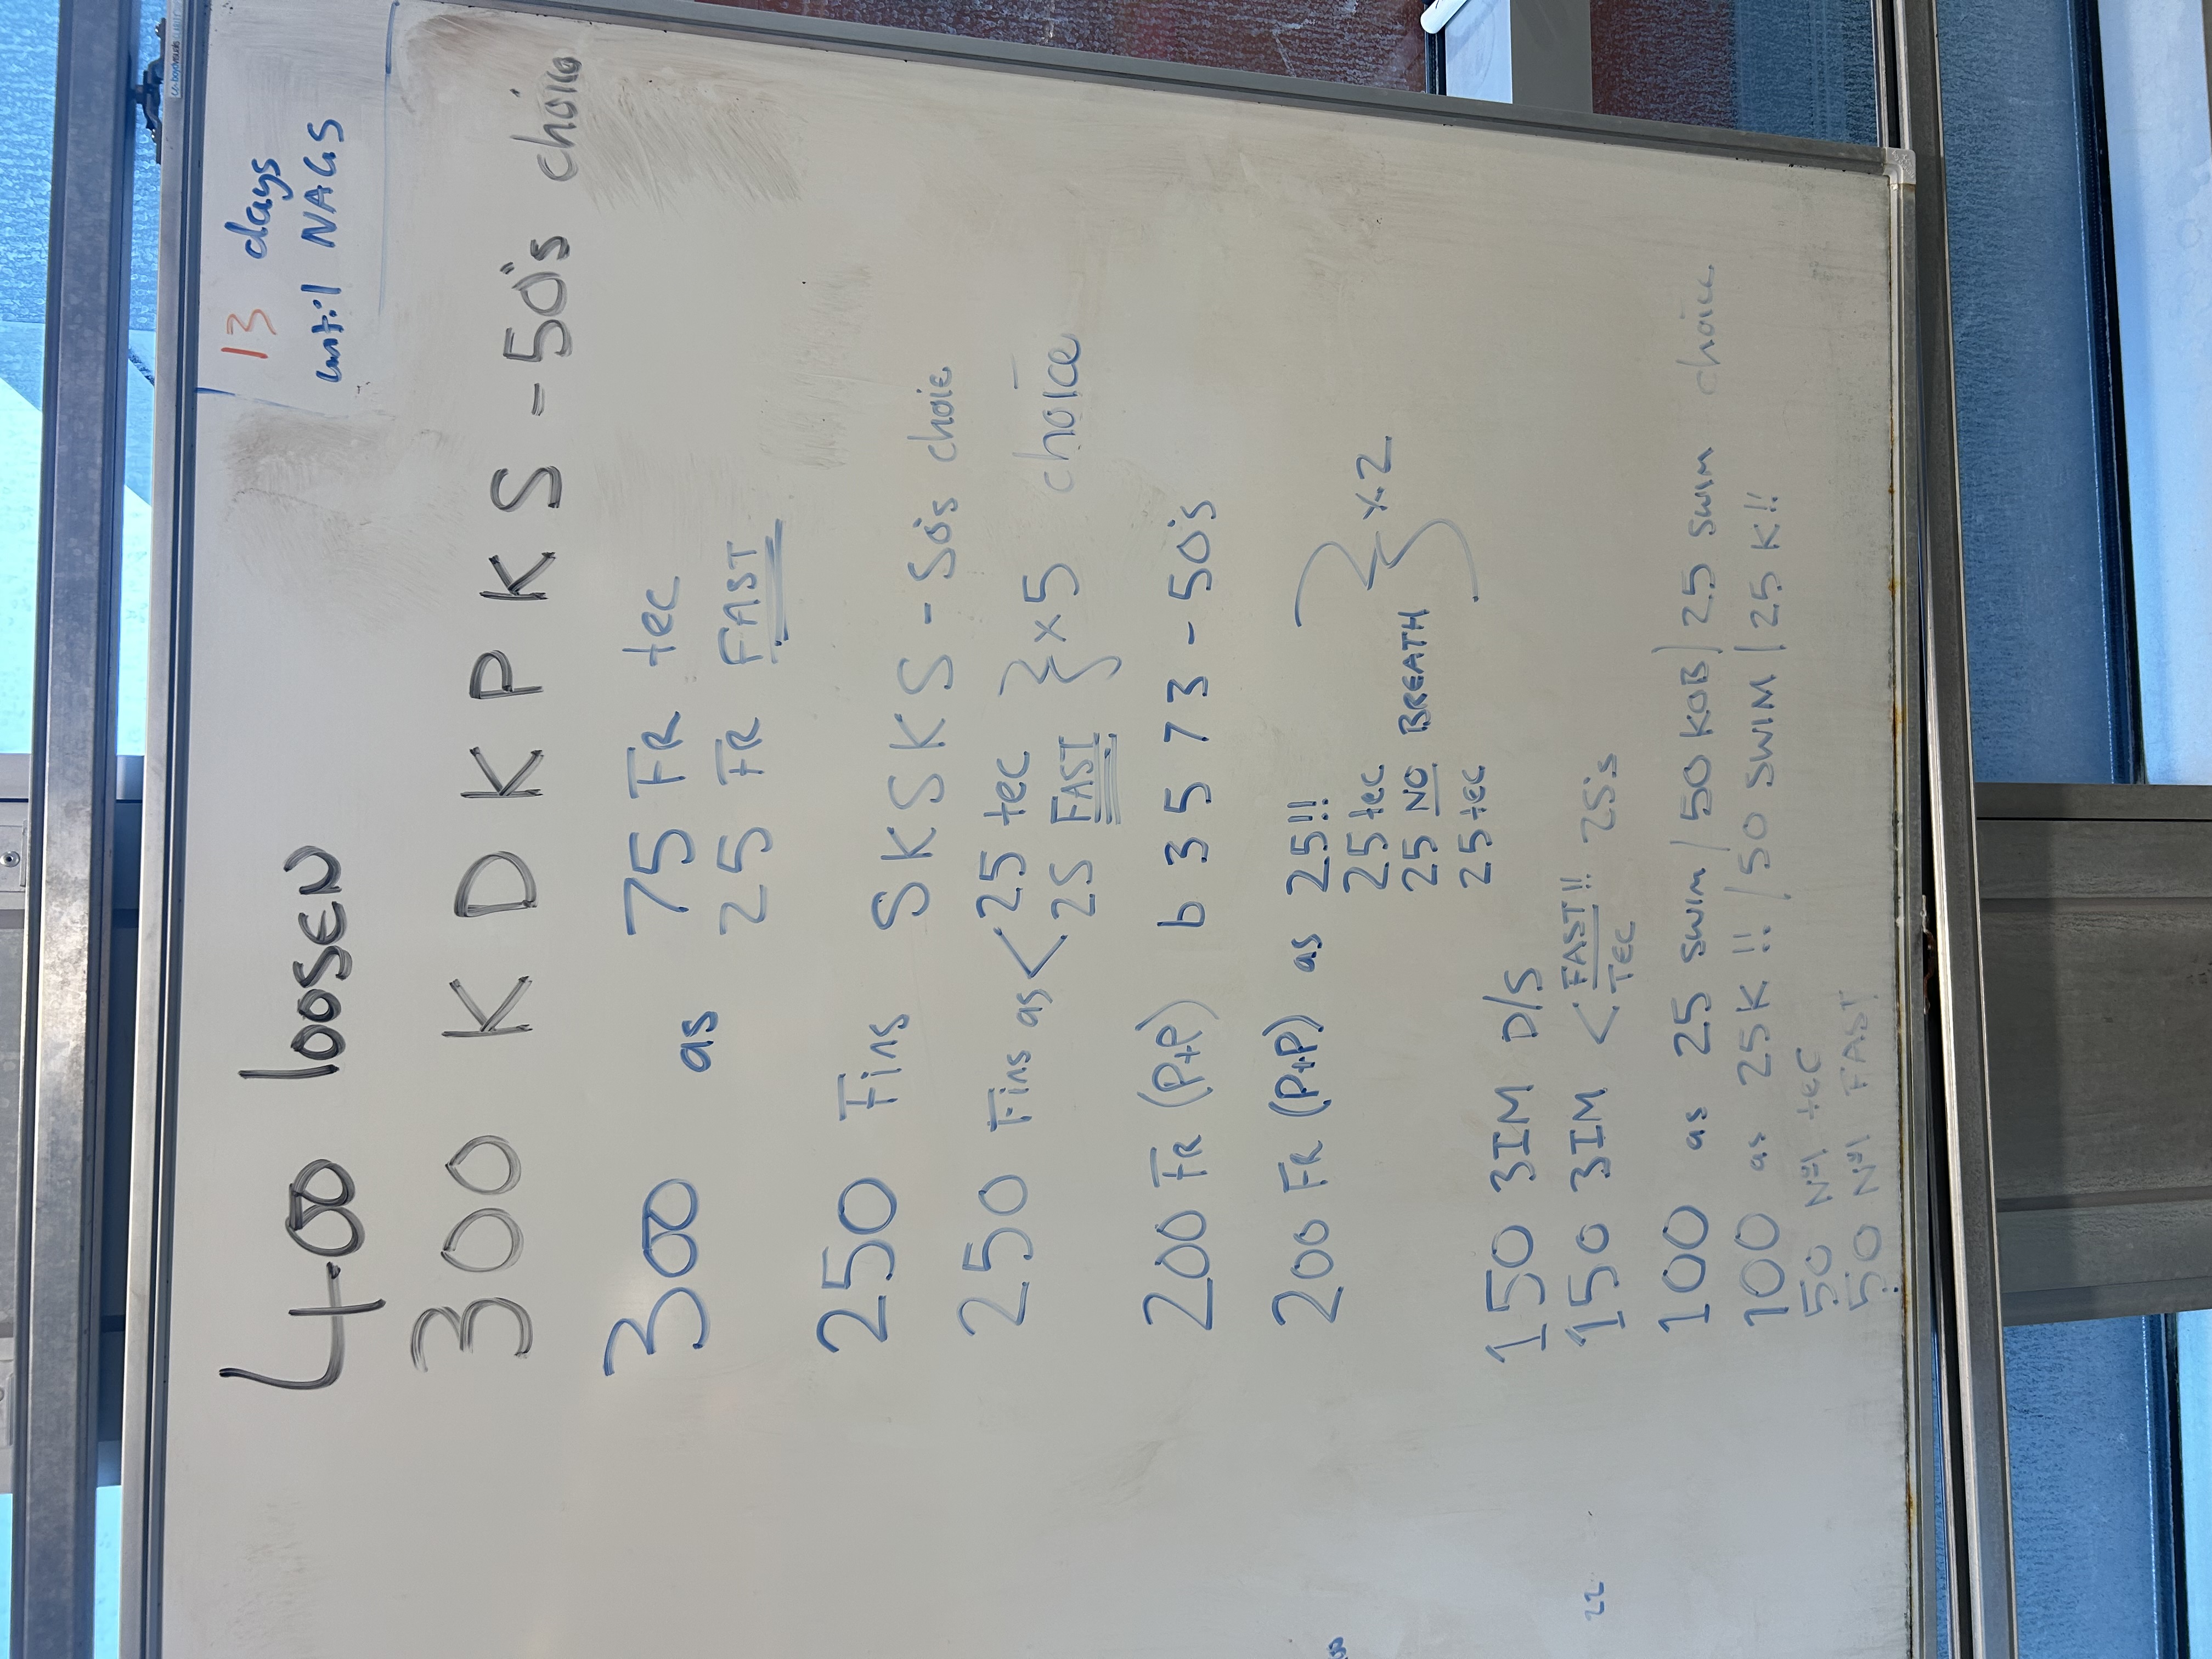 13 days
until NAGS
400 loosEN
300 K D K P K S - 50's choice
300 as 75 FR tec
25 FR FAST
250 Fins SKSKS - 50's choie
250 Fins as < 25 tec
25 FAST } x5 choice
200 FR (P+P) b 3 5 7 3 - 50's
200 FR (P+P) as 25!!
25 tec
25 NO BREATH
25 tec } x2
150 3IM D/S
150 3IM < FAST!!
TEC 25's
100 as 25 swim / 50 KOB / 25 swim choice
100 as 25K !! / 50 SWIM / 25 K!!
50 Nº1 tec
50 Nº1 FAST
22
boydvisuals